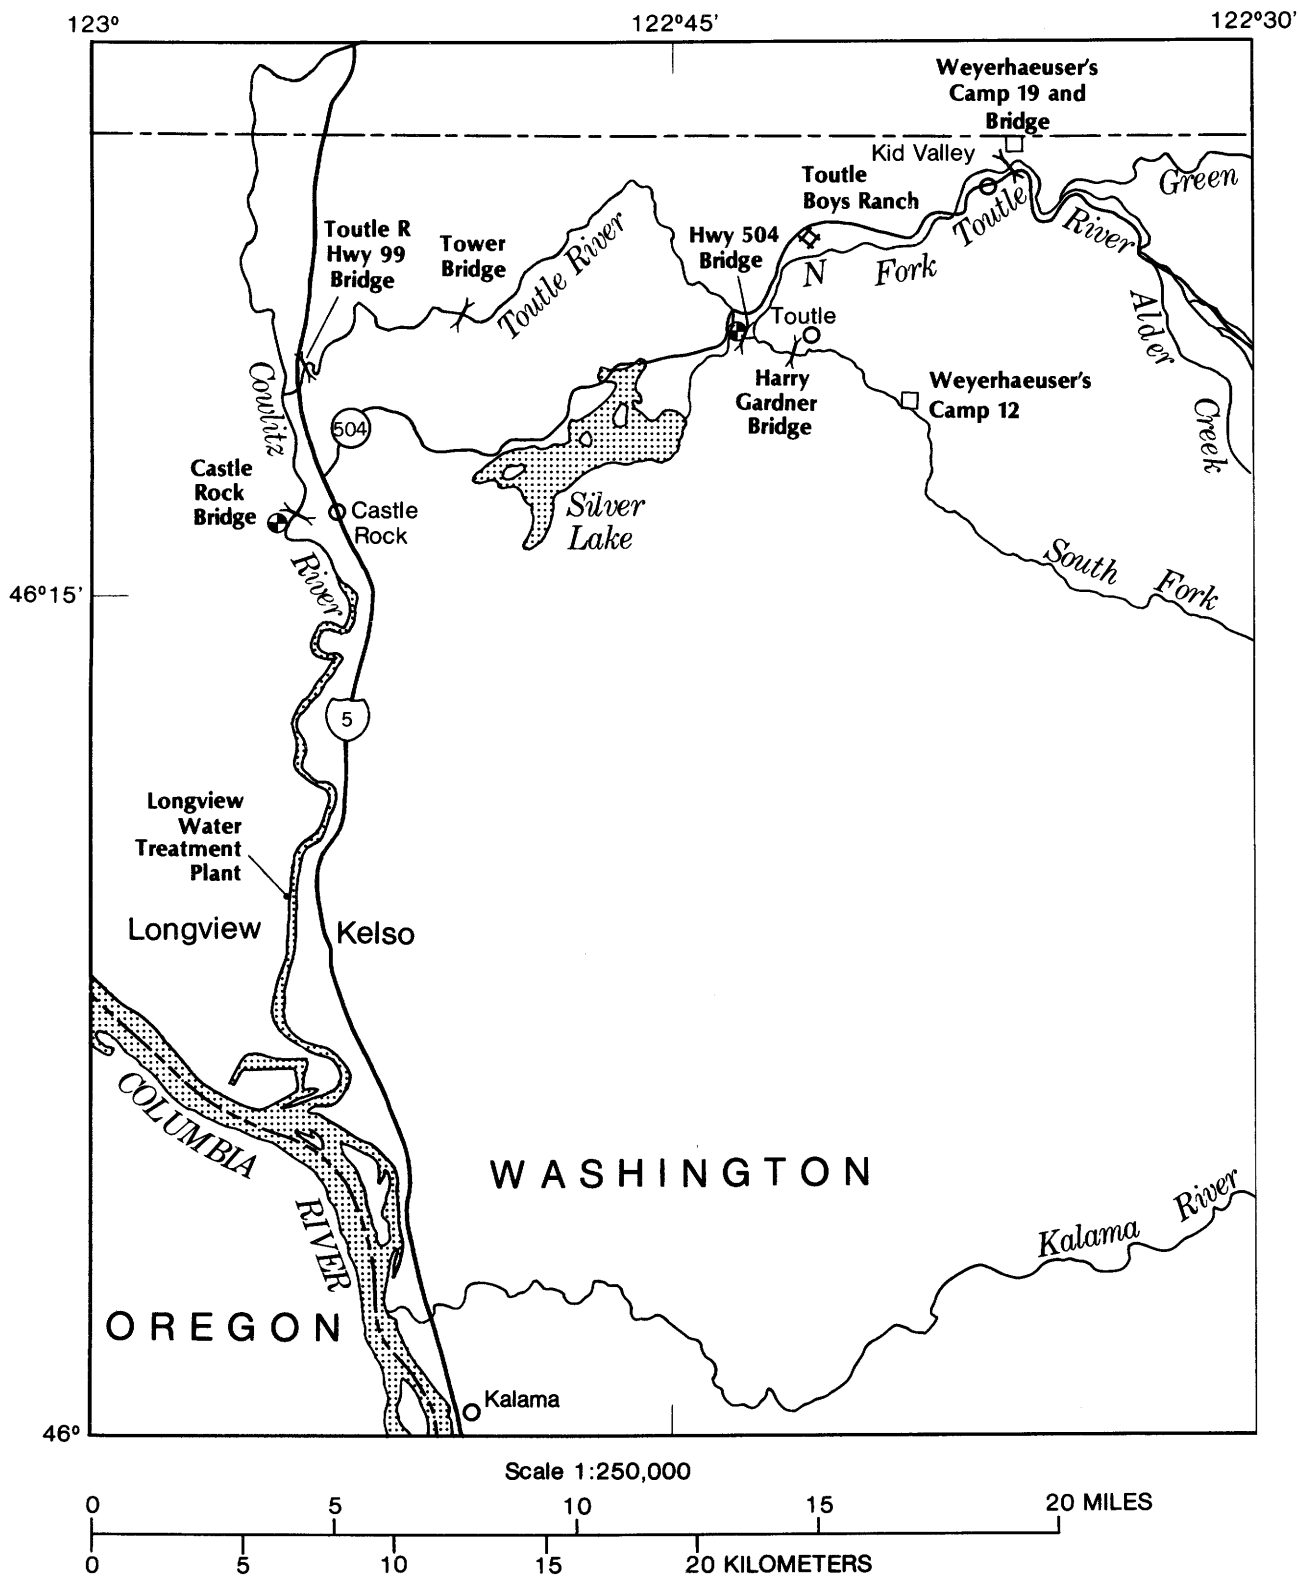 123°
122°45'
122°30'
Weyerhaeuser's
Camp 19 and
Bridge
Kid Valley
Green
Toutle
Boys Ranch
Toutle
River
Toutle R
Hwy 99
Bridge
Tower
Bridge
Toutle River
Hwy 504
Bridge
N
Fork
Alder
Creek
Toutle
Harry
Gardner
Bridge
Weyerhaeuser's
Camp 12
Cowlitz
504
Castle
Rock
Bridge
Castle
Rock
Silver
Lake
River
South
Fork
46°15'
5
Longview
Water
Treatment
Plant
Longview
Kelso
COLUMBIA
RIVER
WASHINGTON
Kalama
River
OREGON
Kalama
46°
Scale 1:250,000
0
5
10
15
20 MILES
0
5
10
15
20 KILOMETERS